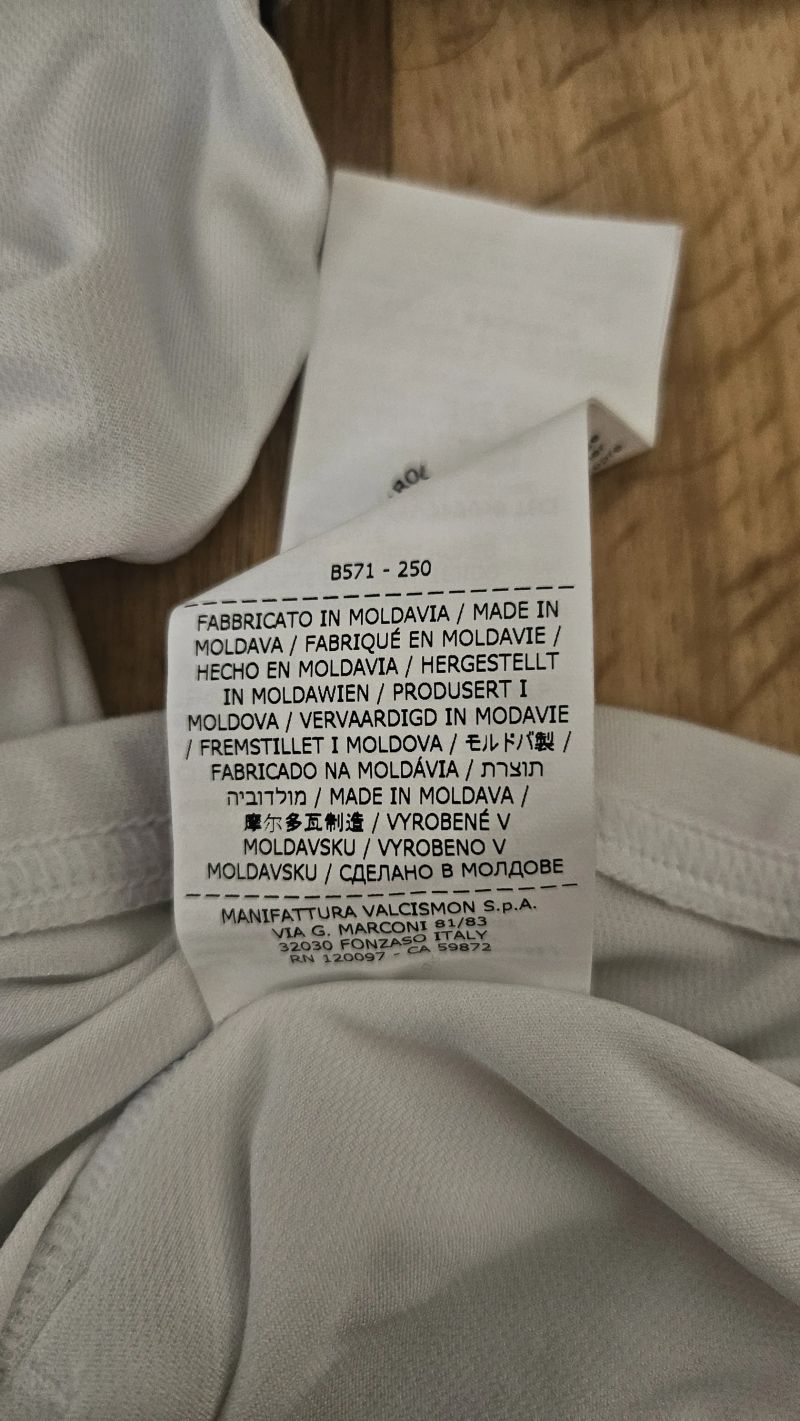 B571 - 250
FABBRICATO IN MOLDAVIA / MADE IN
MOLDAVA / FABRIQUÉ EN MOLDAVIE /
HECHO EN MOLDAVIA / HERGESTELLT
IN MOLDAWIEN / PRODUSERT I
MOLDOVA / VERVAARDIGD IN MODAVIE
/ FREMSTILLET I MOLDOVA / モルドバ製 /
FABRICADO NA MOLDÁVIA / תוצרת
מולדוביה / MADE IN MOLDAVA /
摩尔多瓦制造 / VYROBENÉ V
MOLDAVSKU / VYROBENO V
MOLDAVSKU / СДЕЛАНО В МОЛДОВЕ
MANIFATTURA VALCISMON S.p.A.
VIA G. MARCONI 81/83
32030 FONZASO ITALY
RN 120097 - CA 59872